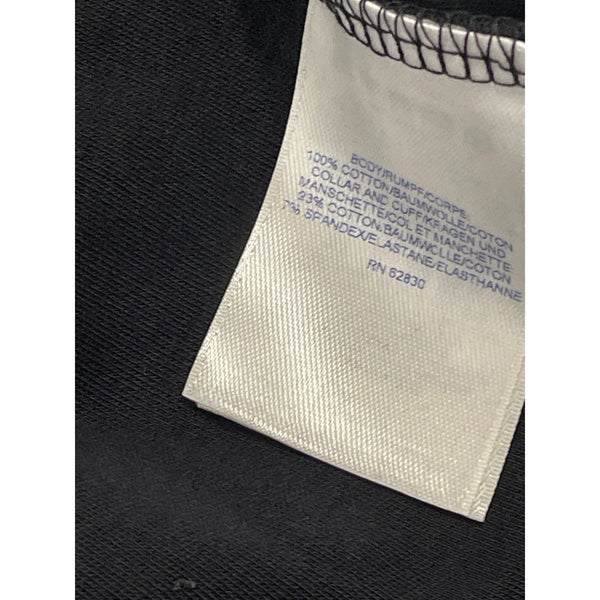 BODY/RUMPF/CORPS
100% COTTON/BAUMWOLLE/COTON
COLLAR AND CUFF/KRAGEN UND
MANSCHETTE/COL ET MANCHETTE
93% COTTON/BAUMWOLLE/COTON
7% SPANDEX/ELASTANE/ELASTHANNE
RN 62830